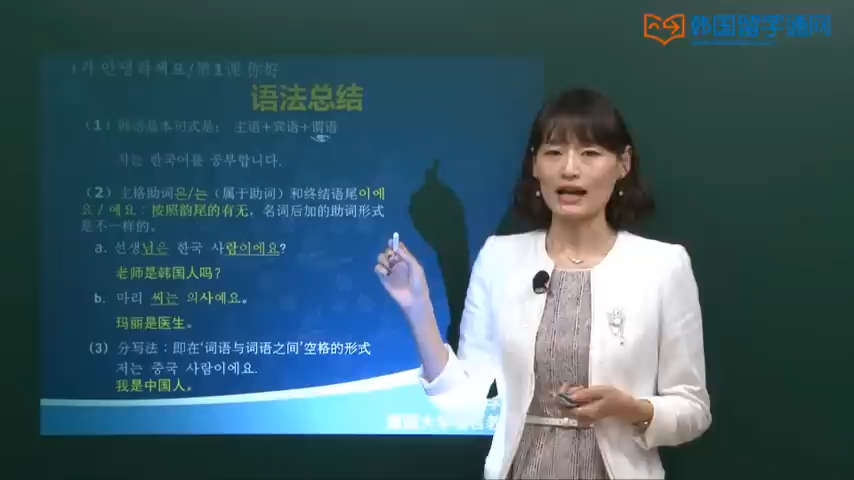 韩国留学通网
가 안녕하세요/第1课 你好
语法总结
(1) 韩语基本句式是: 主语+宾语+谓语
저는 한국어를 공부합니다.
(2) 主格助词은/는 (属于助词) 和终结语尾이에
요/예요: 按照韵尾的有无, 名词后加的助词形式
是不一样的。
a. 선생님은 한국 사람이에요?
老师是韩国人吗?
b. 마리 씨는 의사예요。
玛丽是医生。
(3) 分写法: 即在'词语与词语之间'空格的形式
저는 중국 사람이에요.
我是中国人。